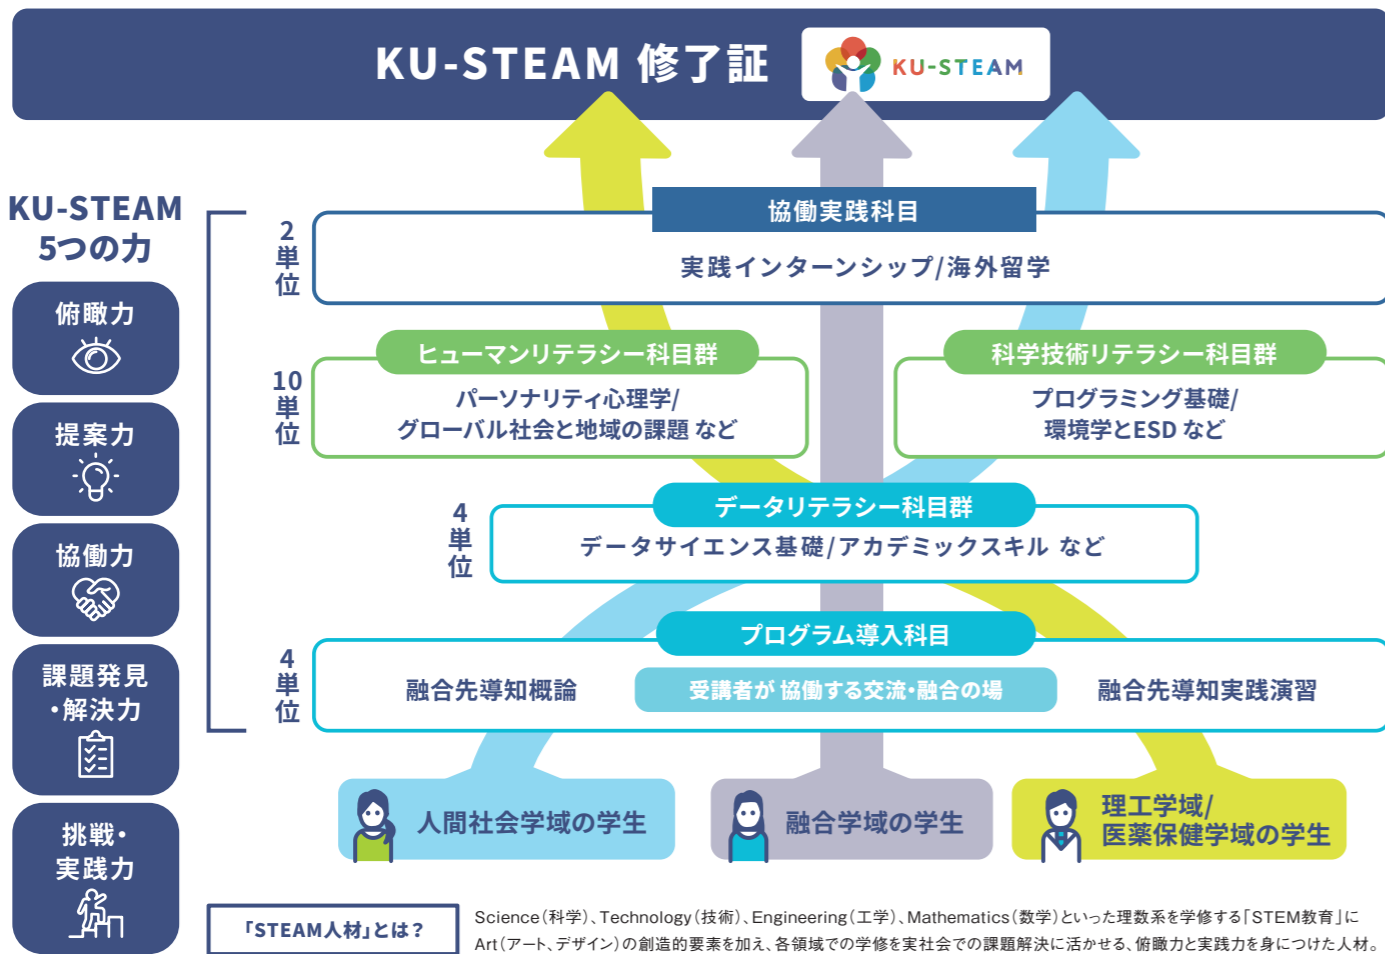 KU-STEAM 修了証
KU-STEAM
KU-STEAM
5つの力
俯瞰力
提案力
協働力
課題発見
・解決力
挑戦・
実践力
2単位
協働実践科目
実践インターンシップ/海外留学
10単位
ヒューマンリテラシー科目群
パーソナリティ心理学/
グローバル社会と地域の課題 など
科学技術リテラシー科目群
プログラミング基礎/
環境学とESD など
4単位
データリテラシー科目群
データサイエンス基礎/アカデミックスキル など
4単位
プログラム導入科目
融合先導知概論
受講者が協働する交流・融合の場
融合先導知実践演習
人間社会学域の学生
融合学域の学生
理工学域/
医薬保健学域の学生
「STEAM人材」とは？
Science(科学)、Technology(技術)、Engineering(工学)、Mathematics(数学)といった理数系を学修する「STEM教育」に
Art(アート、デザイン)の創造的要素を加え、各領域での学修を実社会での課題解決に活かせる、俯瞰力と実践力を身につけた人材。